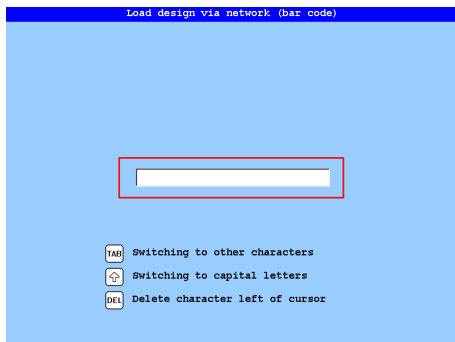 Load design via network (bar code)
TAB Switching to other characters
Switching to capital letters
DEL Delete character left of cursor